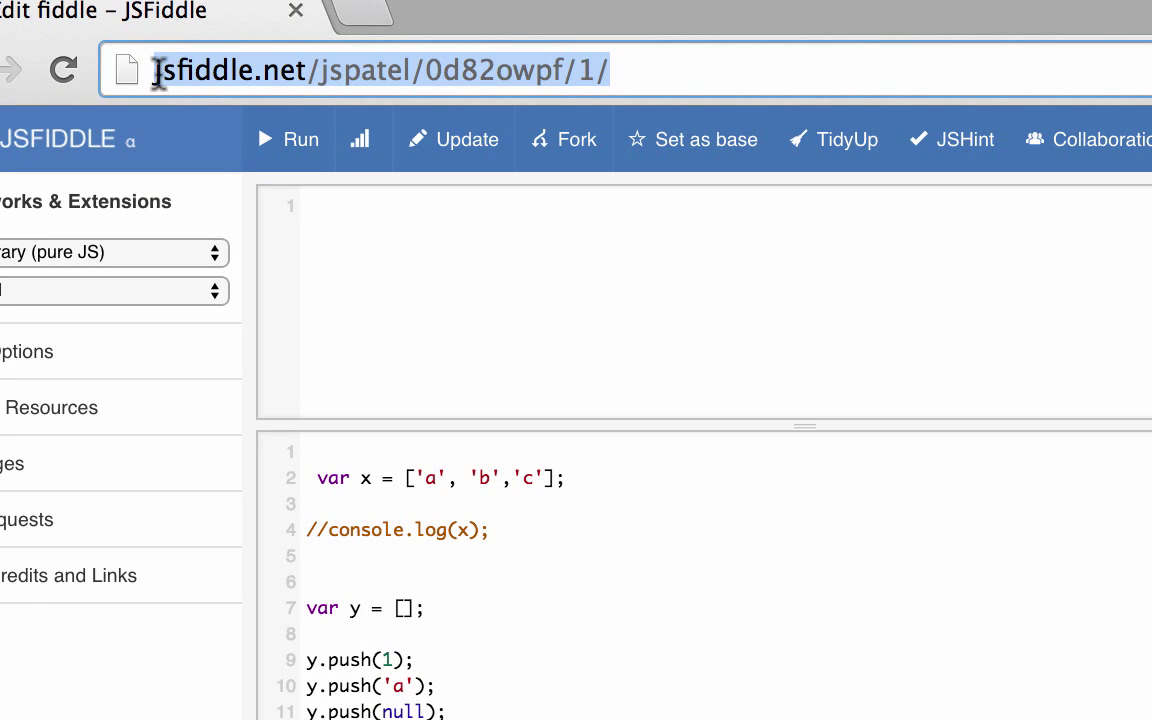 Edit fiddle – JSFiddle
jsfiddle.net/jspatel/0d82owpf/1/
JSFIDDLE α
Run
Update
Fork
Set as base
TidyUp
JSHint
Collaboratio
orks & Extensions
rary (pure JS)
ptions
Resources
ges
quests
redits and Links
1
1
2 var x = ['a', 'b','c'];
3
4 //console.log(x);
5
6
7 var y = [];
8
9 y.push(1);
10 y.push('a');
11 y.push(null);